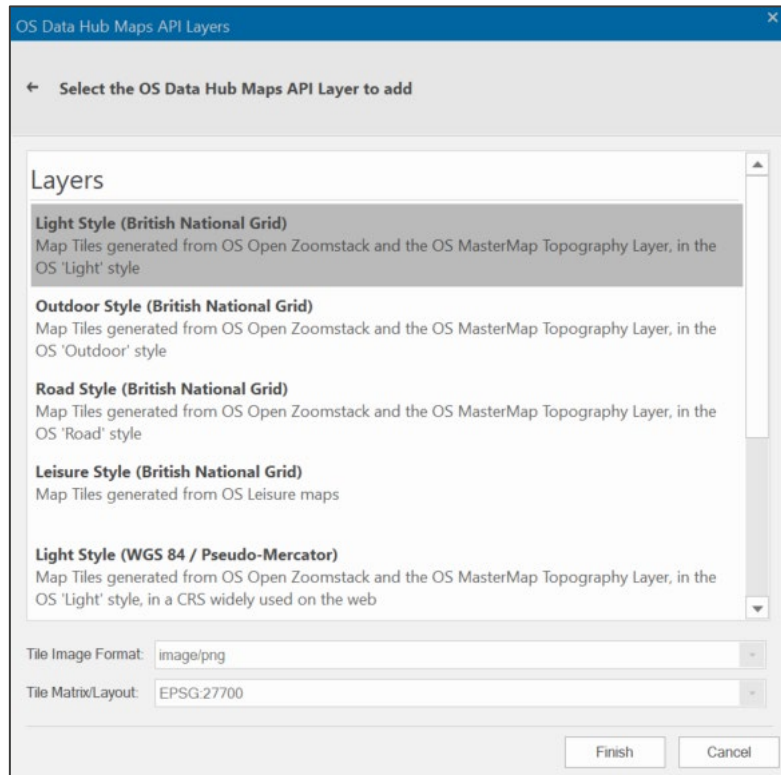 OS Data Hub Maps API Layers
Select the OS Data Hub Maps API Layer to add
Layers
Light Style (British National Grid)
Map Tiles generated from OS Open Zoomstack and the OS MasterMap Topography Layer, in the
OS 'Light' style
Outdoor Style (British National Grid)
Map Tiles generated from OS Open Zoomstack and the OS MasterMap Topography Layer, in the
OS 'Outdoor' style
Road Style (British National Grid)
Map Tiles generated from OS Open Zoomstack and the OS MasterMap Topography Layer, in the
OS 'Road' style
Leisure Style (British National Grid)
Map Tiles generated from OS Leisure maps
Light Style (WGS 84 / Pseudo-Mercator)
Map Tiles generated from OS Open Zoomstack and the OS MasterMap Topography Layer, in the
OS 'Light' style, in a CRS widely used on the web
Tile Image Format: image/png
Tile Matrix/Layout: EPSG:27700
Finish Cancel